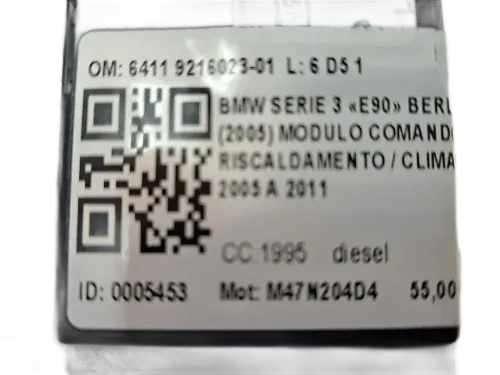 OM: 6411 9216023-01 L: 6 D5 1
BMW SERIE 3 «E90» BERL
(2005) MODULO COMANDO
RISCALDAMENTO / CLIMA
2005 A 2011
CC:1995 diesel
ID: 0005453 Mot: M47N204D4 55,00